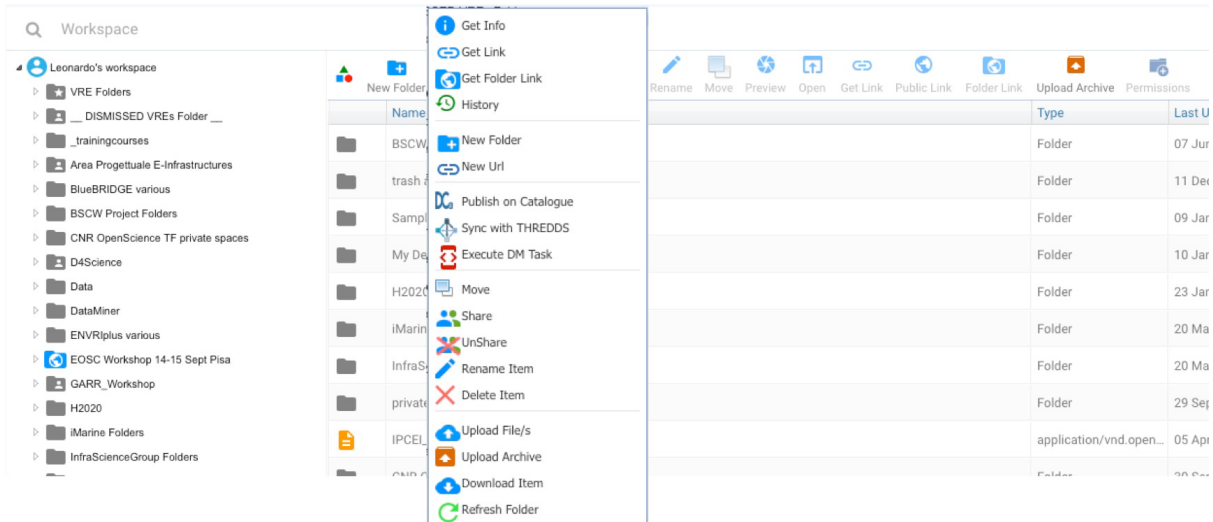 Workspace
Leonardo's workspace
VRE Folders
__ DISMISSED VREs Folder __
_trainingcourses
Area Progettuale E-Infrastructures
BlueBRIDGE various
BSCW Project Folders
CNR OpenScience TF private spaces
D4Science
Data
DataMiner
ENVRIplus various
EOSC Workshop 14-15 Sept Pisa
GARR_Workshop
H2020
iMarine Folders
InfraScienceGroup Folders
New Folder
Rename Move Preview Open Get Link Public Link Folder Link Upload Archive Permissions
Name Type Last U
BSCW Folder 07 Jun
trash Folder 11 Dec
Sampl Folder 09 Jan
My De Folder 10 Jan
H2020 Folder 23 Jan
iMarin Folder 20 Ma
InfraS Folder 20 Ma
private Folder 29 Sep
IPCEI_ application/vnd.open... 05 Apr
Get Info
Get Link
Get Folder Link
History
New Folder
New Url
Publish on Catalogue
Sync with THREDDS
Execute DM Task
Move
Share
UnShare
Rename Item
Delete Item
Upload File/s
Upload Archive
Download Item
Refresh Folder